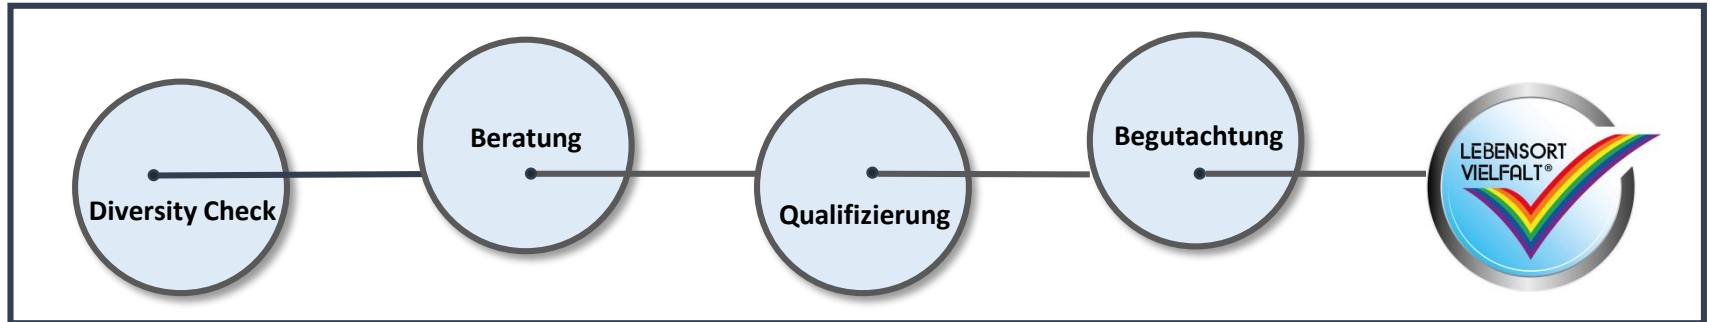 Diversity Check
Beratung
Qualifizierung
Begutachtung
LEBENSORT
VIELFALT®